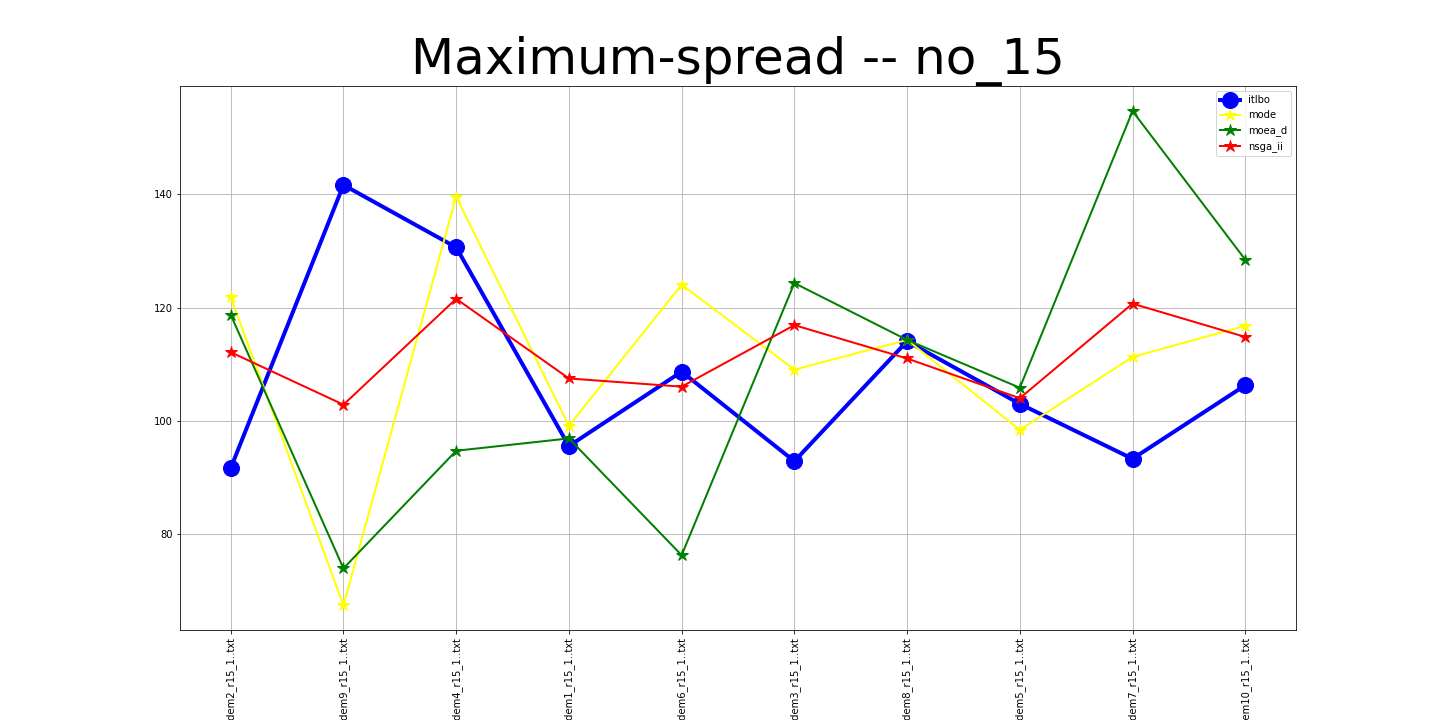 Maximum-spread -- no_15
itlbo
mode
moea_d
nsga_ii
140
120
100
80
dem2_r15_1..txt
dem9_r15_1..txt
dem4_r15_1..txt
dem1_r15_1..txt
dem6_r15_1..txt
dem3_r15_1..txt
dem8_r15_1..txt
dem5_r15_1..txt
dem7_r15_1..txt
em10_r15_1..txt